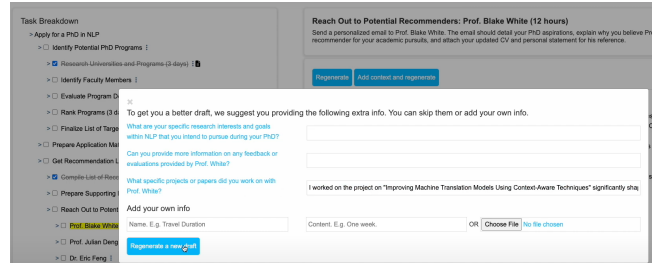 Task Breakdown
> Apply for a PhD in NLP
> Identify Potential PhD Programs
> Research Universities and Programs (3 days)
> Identify Faculty Members
> Evaluate Program
> Rank Programs (3
> Finalize List of Targe
> Prepare Application Ma
> Get Recommendation L
> Compile List of
> Prepare Supporting
> Reach Out to Potent
> Prof. Blake White
> Prof. Julian Deng
> Dr. Eric Feng
Reach Out to Potential Recommenders: Prof. Blake White (12 hours)
Send a personalized email to Prof. Blake White. The email should detail your PhD aspirations, explain why you believe Pr
recommender for your academic pursuits, and attach your updated CV and personal statement for his reference.
Regenerate Add context and regenerate
×
To get you a better draft, we suggest you providing the following extra info. You can skip them or add your own info.
What are your specific research interests and goals
within NLP that you intend to pursue during your PhD?
Can you provide more information on any feedback or
evaluations provided by Prof. White?
What specific projects or papers did you work on with
Prof. White?
I worked on the project on "Improving Machine Translation Models Using Context-Aware Techniques" significantly shap
Add your own info
Name. E.g. Travel Duration
Content. E.g. One week.
OR Choose File No file chosen
Regenerate a new draft